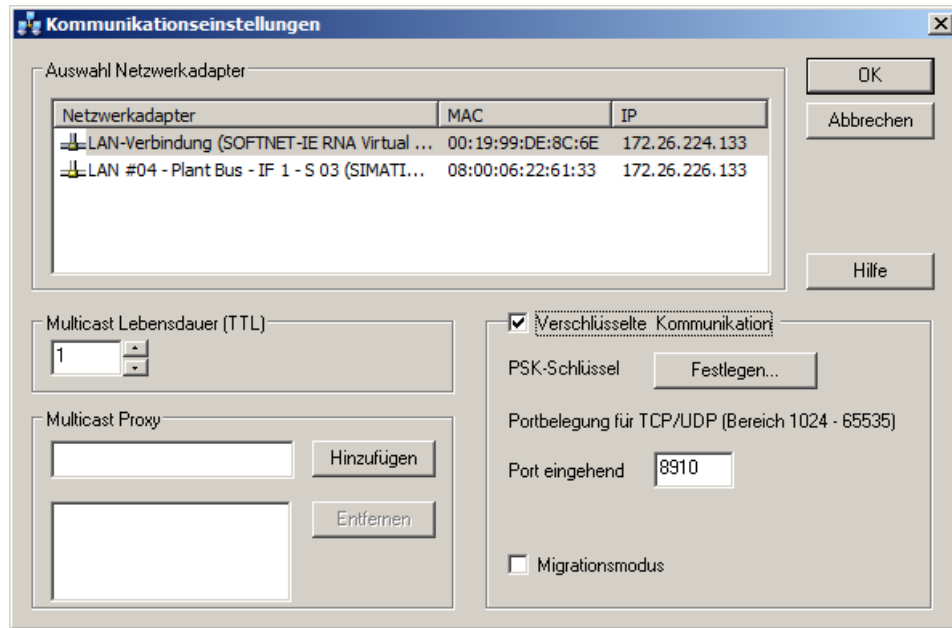 Kommunikationseinstellungen
Auswahl Netzwerkadapter
Netzwerkadapter MAC IP
LAN-Verbindung (SOFTNET-IE RNA Virtual ... 00:19:99:DE:8C:6E 172.26.224.133
LAN #04 - Plant Bus - IF 1 - S 03 (SIMATI... 08:00:06:22:61:33 172.26.226.133
OK
Abbrechen
Hilfe
Multicast Lebensdauer (TTL)
1
Multicast Proxy
Hinzufügen
Entfernen
Verschlüsselte Kommunikation
PSK-Schlüssel Festlegen...
Portbelegung für TCP/UDP (Bereich 1024 - 65535)
Port eingehend 8910
Migrationsmodus